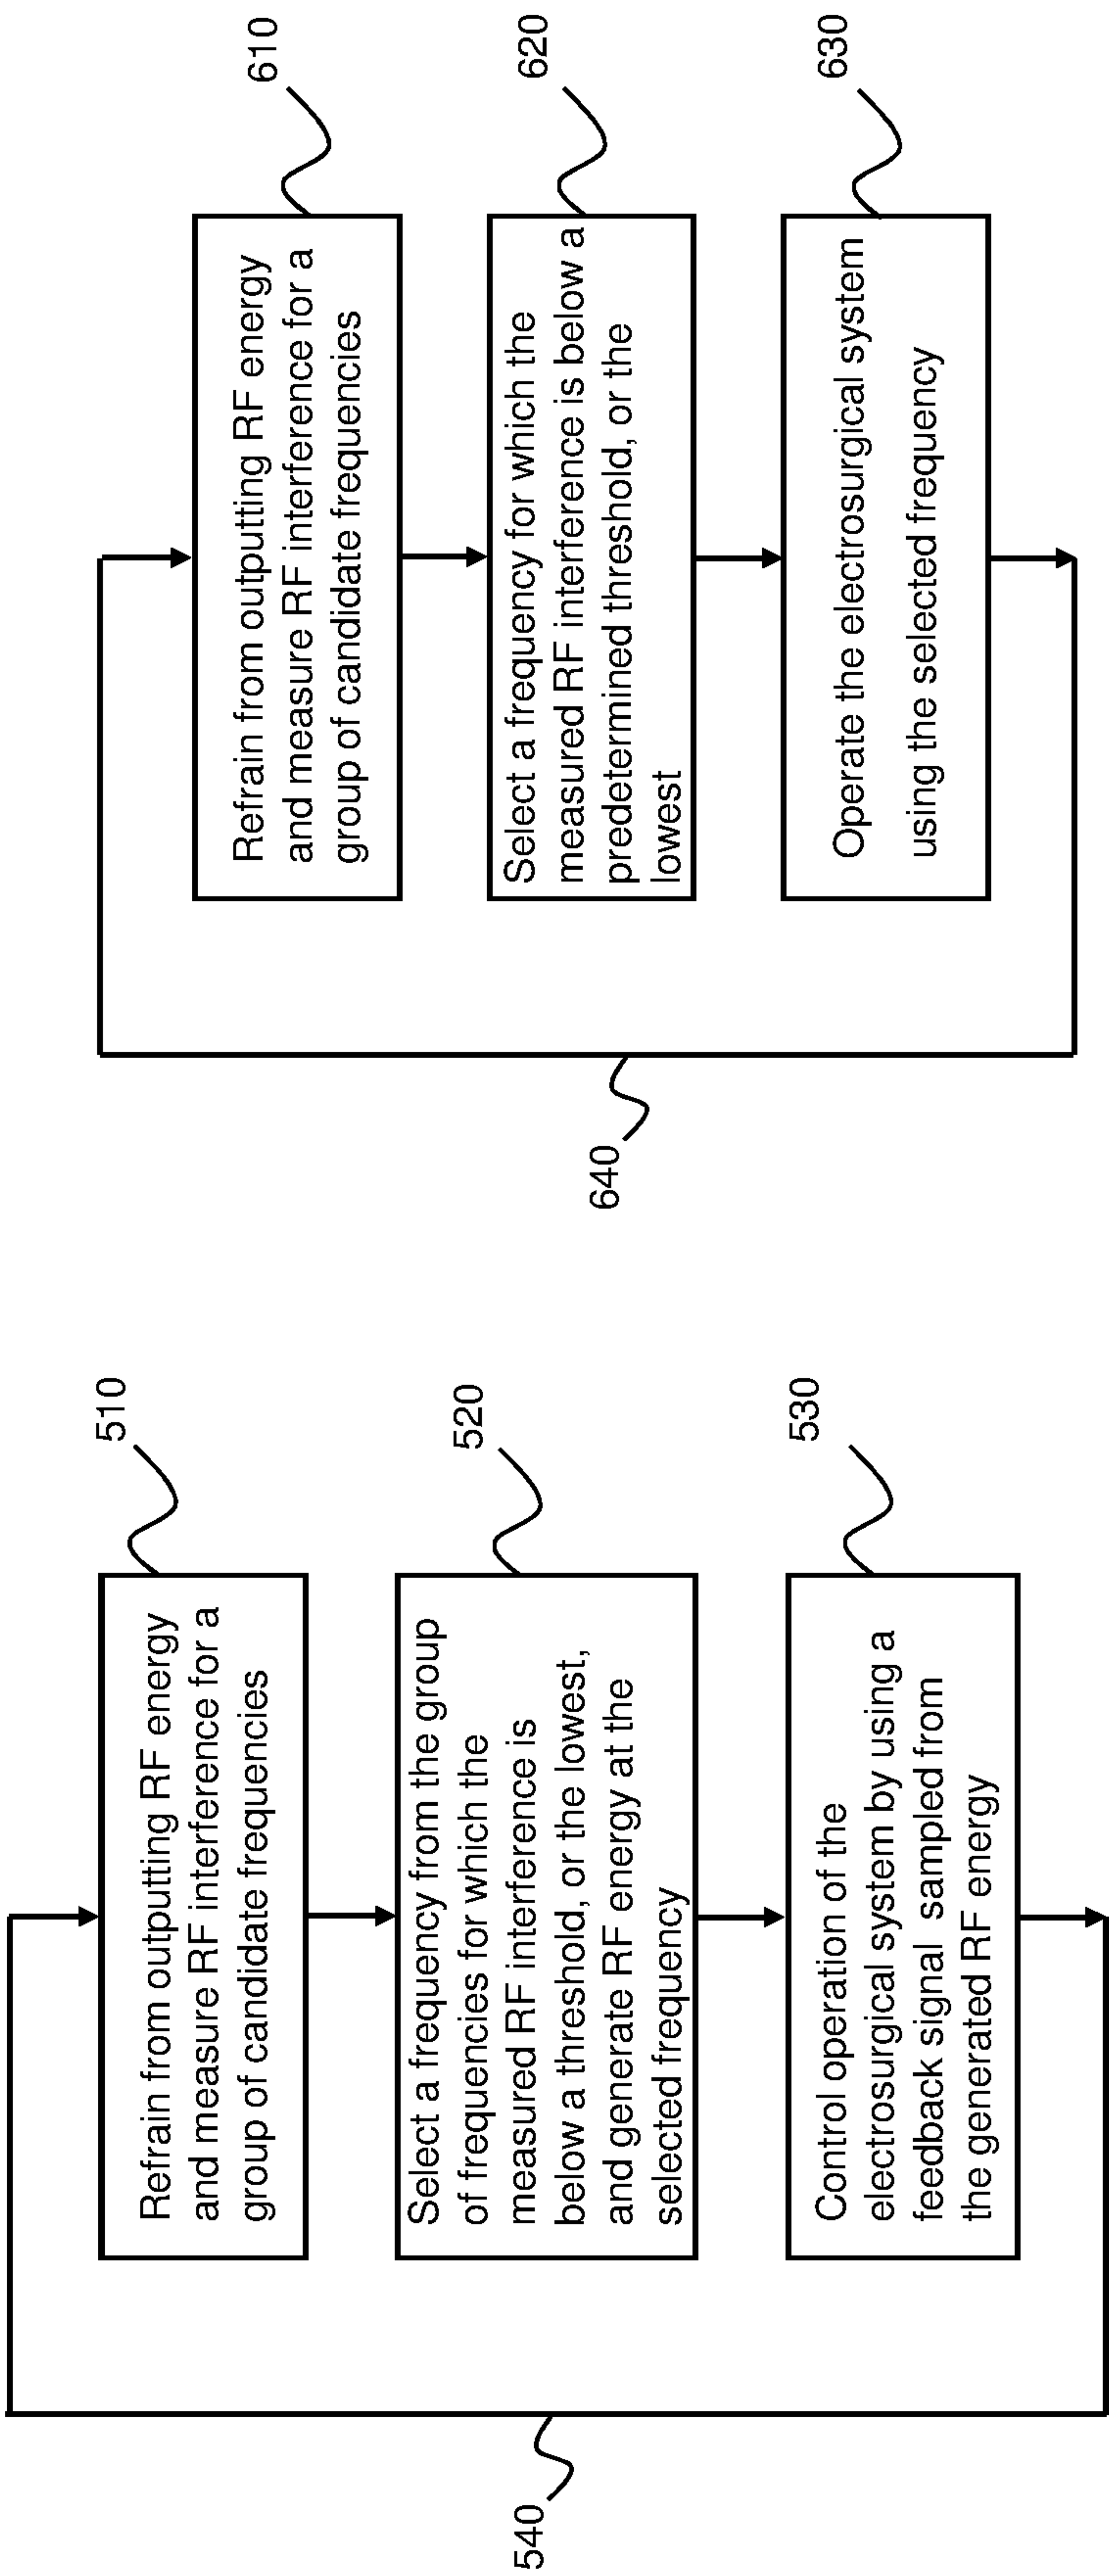 510
Refrain from outputting RF energy
and measure RF interference for a
group of candidate frequencies
520
Select a frequency from the group
of frequencies for which the
measured RF interference is
below a threshold, or the lowest,
and generate RF energy at the
selected frequency
530
Control operation of the
electrosurgical system by using a
feedback signal sampled from
the generated RF energy
540
610
Refrain from outputting RF energy
and measure RF interference for a
group of candidate frequencies
620
Select a frequency for which the
measured RF interference is below a
predetermined threshold, or the
lowest
630
Operate the electrosurgical system
using the selected frequency
640